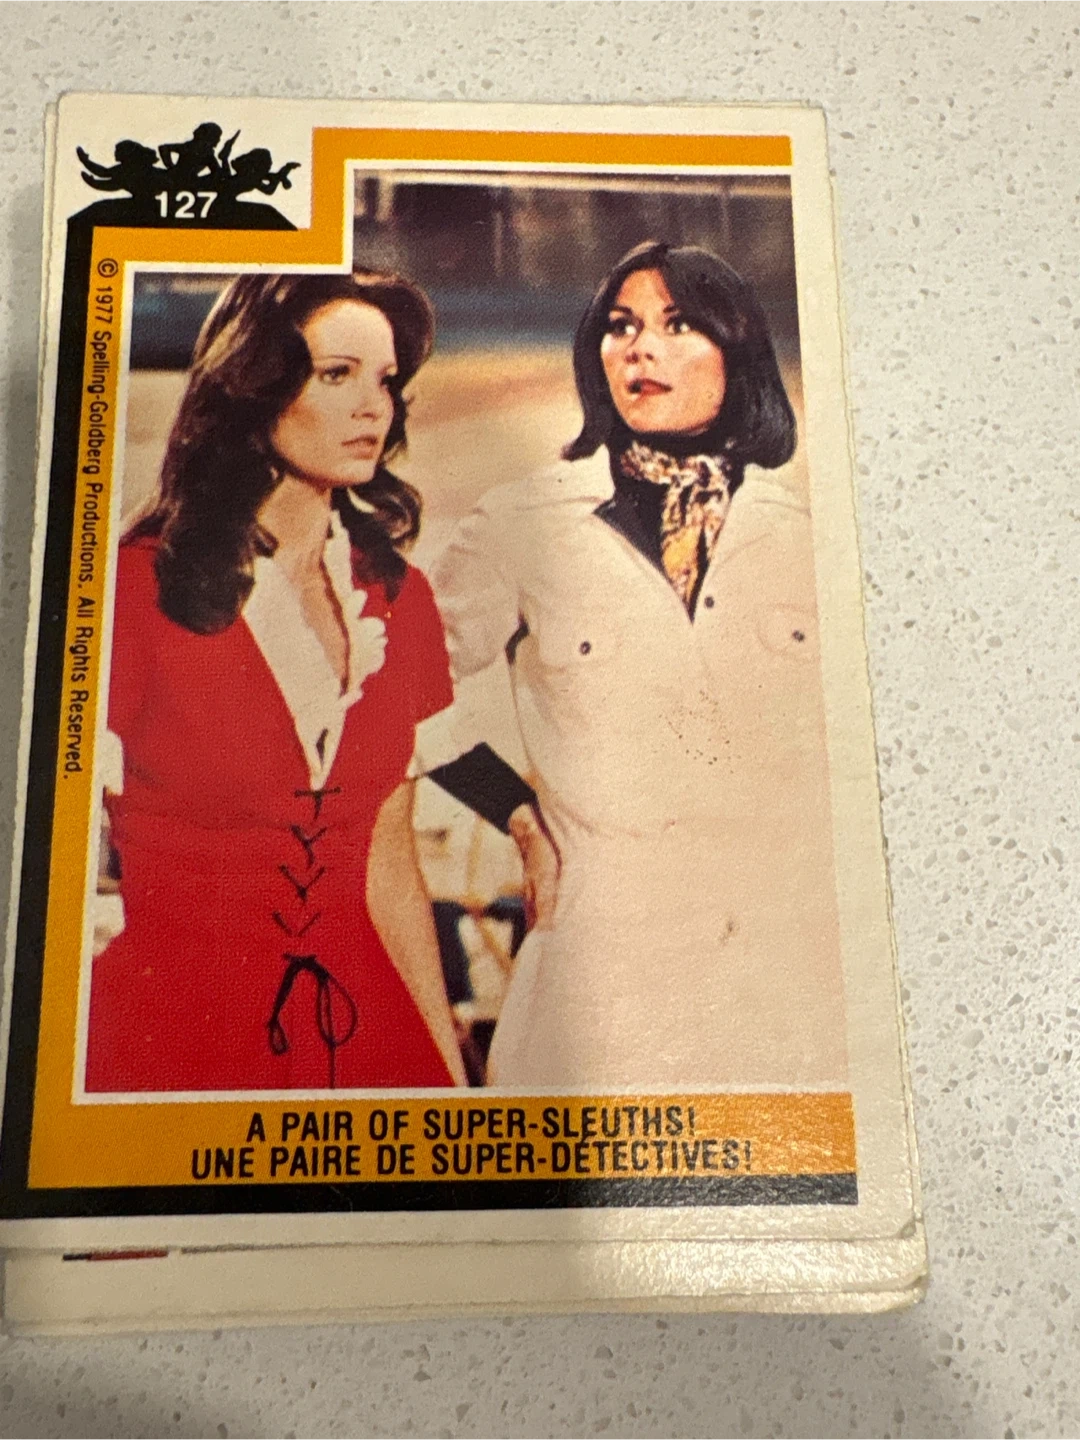 127
© 1977 Spelling-Goldberg Productions. All Rights Reserved.
A PAIR OF SUPER-SLEUTHS!
UNE PAIRE DE SUPER-DÉTECTIVES!